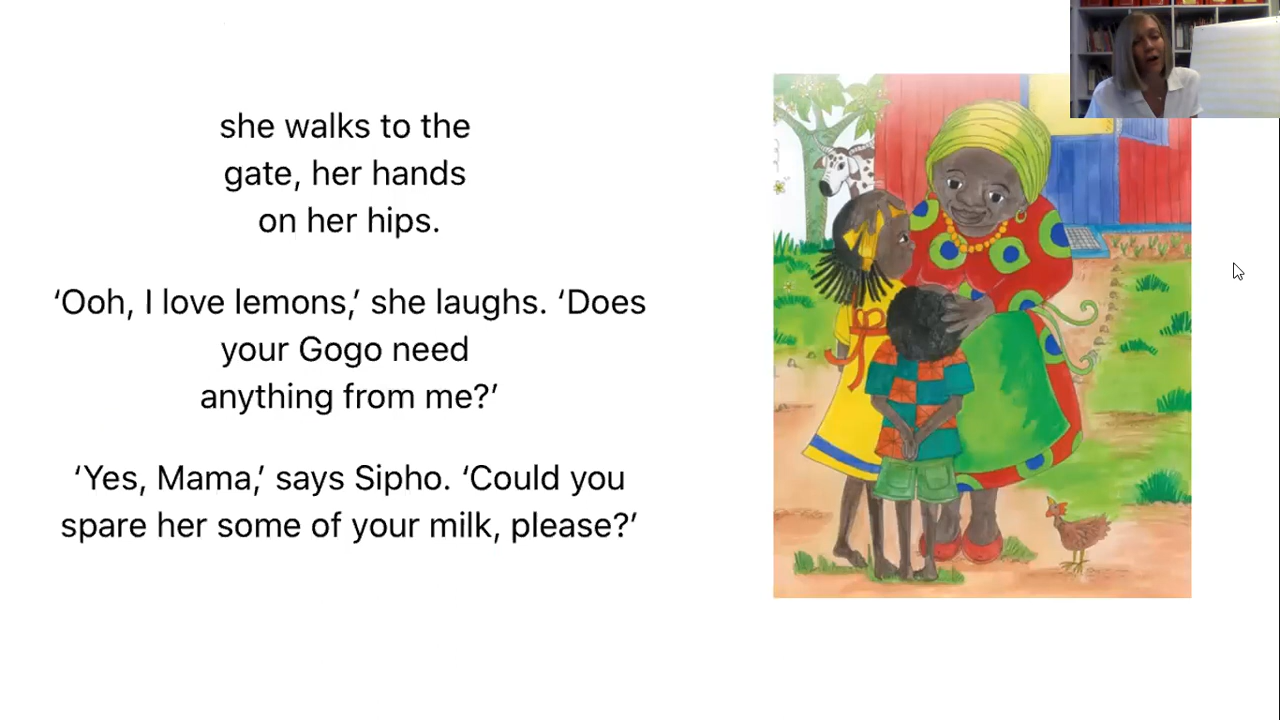 she walks to the
gate, her hands
on her hips.
‘Ooh, I love lemons,’ she laughs. ‘Does
your Gogo need
anything from me?’
‘Yes, Mama,’ says Sipho. ‘Could you
spare her some of your milk, please?’